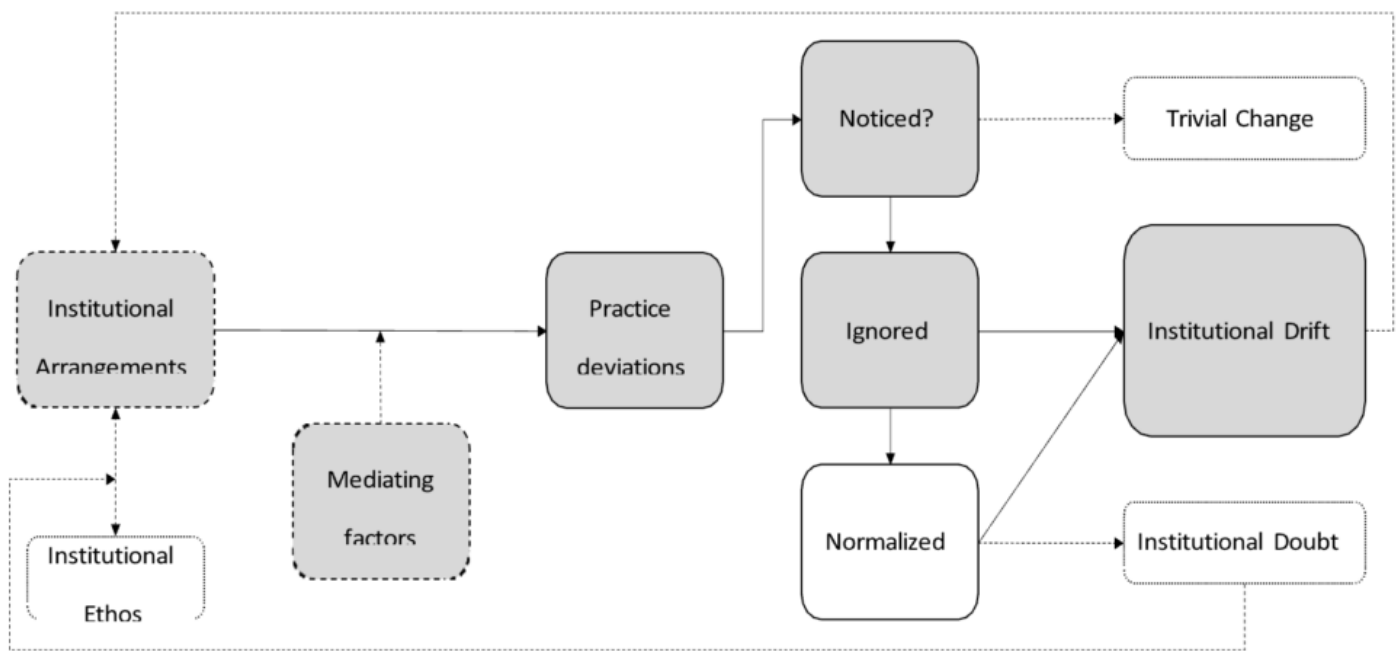 Noticed?
Trivial Change
Institutional
Arrangements
Practice
deviations
Ignored
Institutional Drift
Mediating
factors
Normalized
Institutional Doubt
Institutional
Ethos